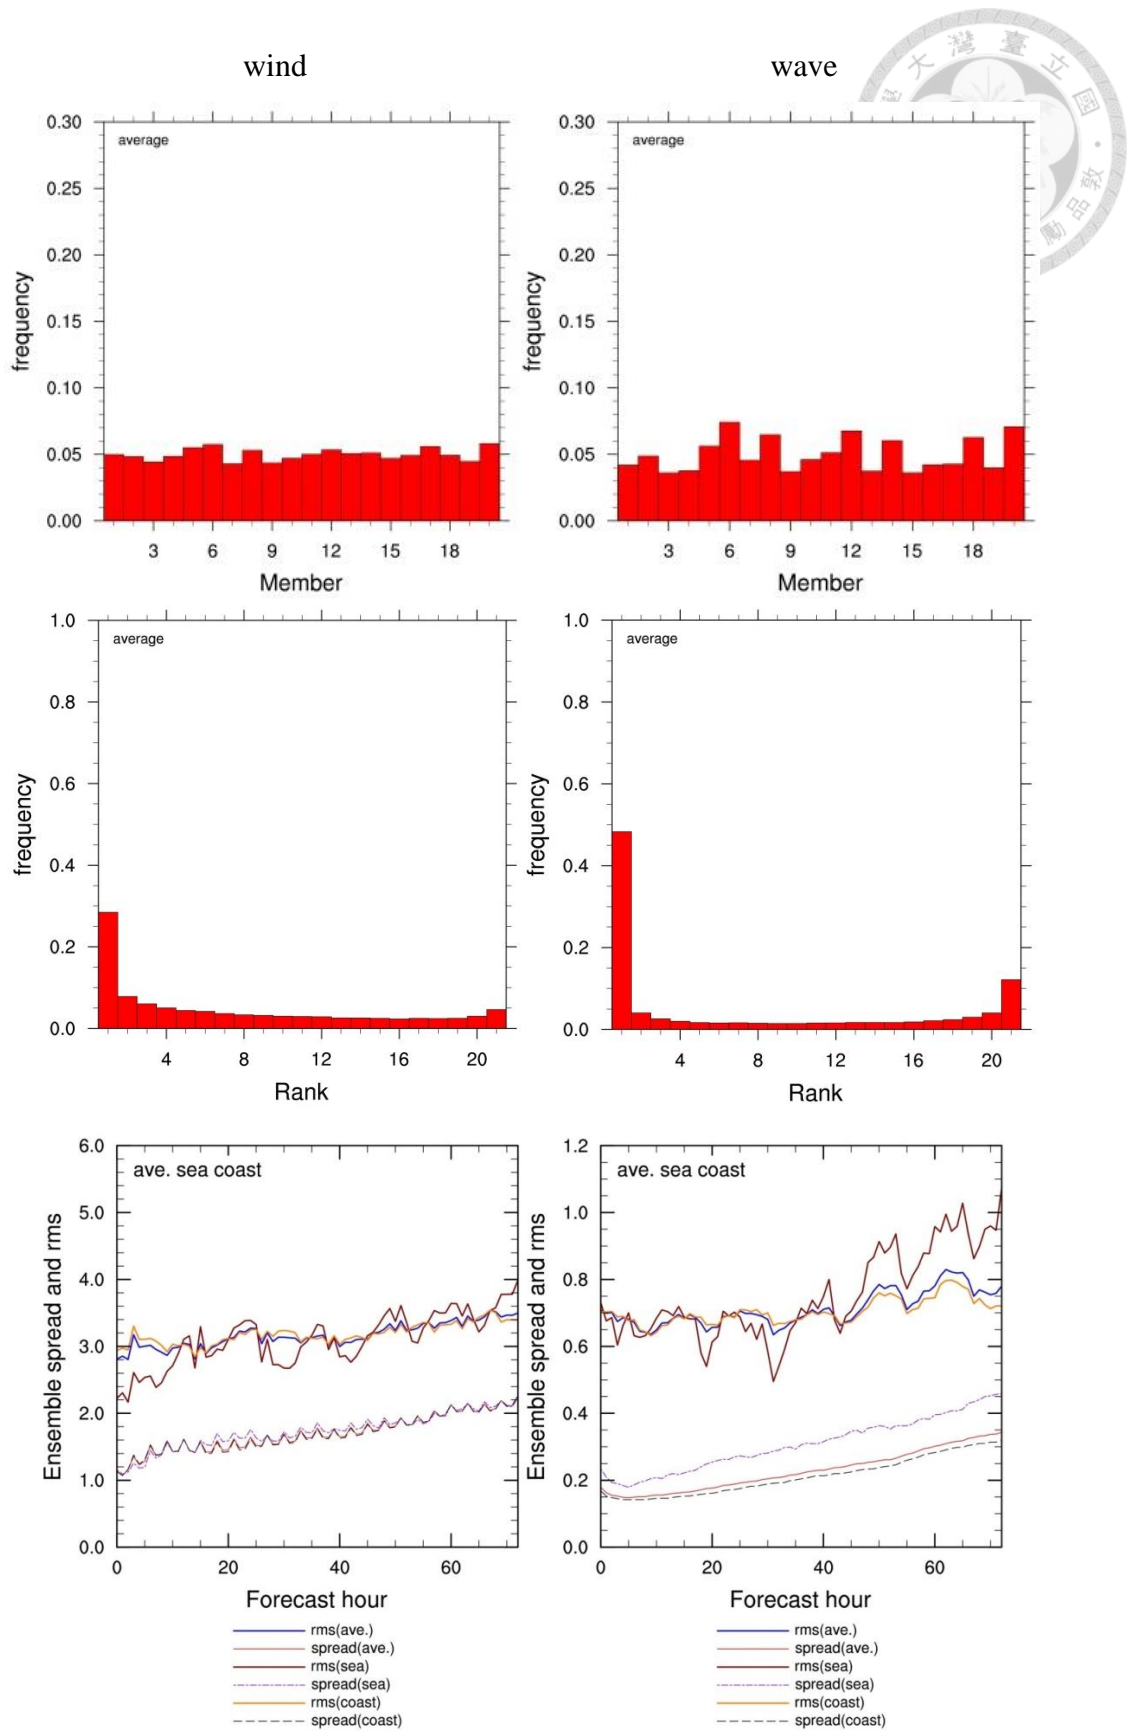 wind
wave
大 灣 臺 立 國
敦 品 勵
0.30
0.25
0.20
0.15
0.10
0.05
0.00
average
frequency
3 6 9 12 15 18
Member
0.30
0.25
0.20
0.15
0.10
0.05
0.00
average
frequency
3 6 9 12 15 18
Member
1.0
0.8
0.6
0.4
0.2
0.0
average
frequency
4 8 12 16 20
Rank
1.0
0.8
0.6
0.4
0.2
0.0
average
frequency
4 8 12 16 20
Rank
6.0
5.0
4.0
3.0
2.0
1.0
0.0
ave. sea coast
Ensemble spread and rms
0 20 40 60
Forecast hour
rms(ave.)
spread(ave.)
rms(sea)
spread(sea)
rms(coast)
spread(coast)
1.2
1.0
0.8
0.6
0.4
0.2
0.0
ave. sea coast
Ensemble spread and rms
0 20 40 60
Forecast hour
rms(ave.)
spread(ave.)
rms(sea)
spread(sea)
rms(coast)
spread(coast)